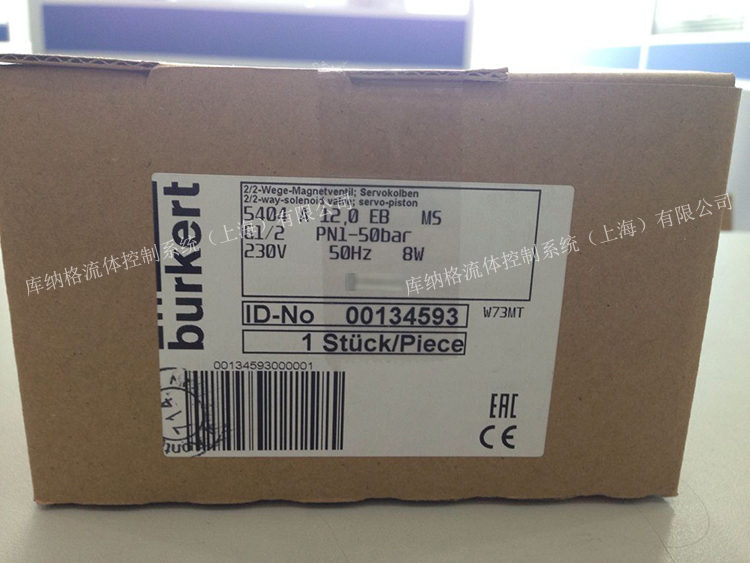 2/2-Wege-Magnetventil; Servokolben
2/2-way-solenoid valve; servo-piston
5404 A 12,0 EB MS
G1/2 PN1-50bar
230V 50Hz 8W
burkert
ID-No 00134593
W73MT
1 Stück/Piece
00134593000001
EAC
CE
库纳格流体控制系统（上海）有限公司
库纳格流体控制系统（上海）有限公司